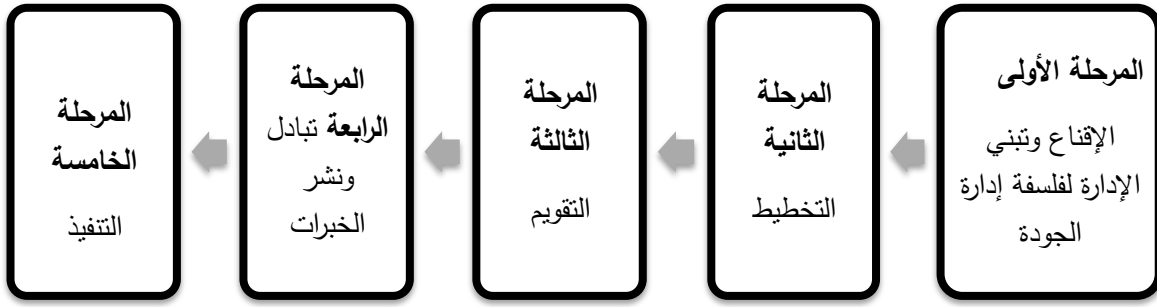 المرحلة الأولى
الإقناع وتبني
الإدارة لفلسفة إدارة
الجودة
المرحلة
الثانية
التخطيط
المرحلة
الثالثة
التقويم
المرحلة
الرابعة تبادل
ونشر
الخبرات
المرحلة
الخامسة
التنفيذ